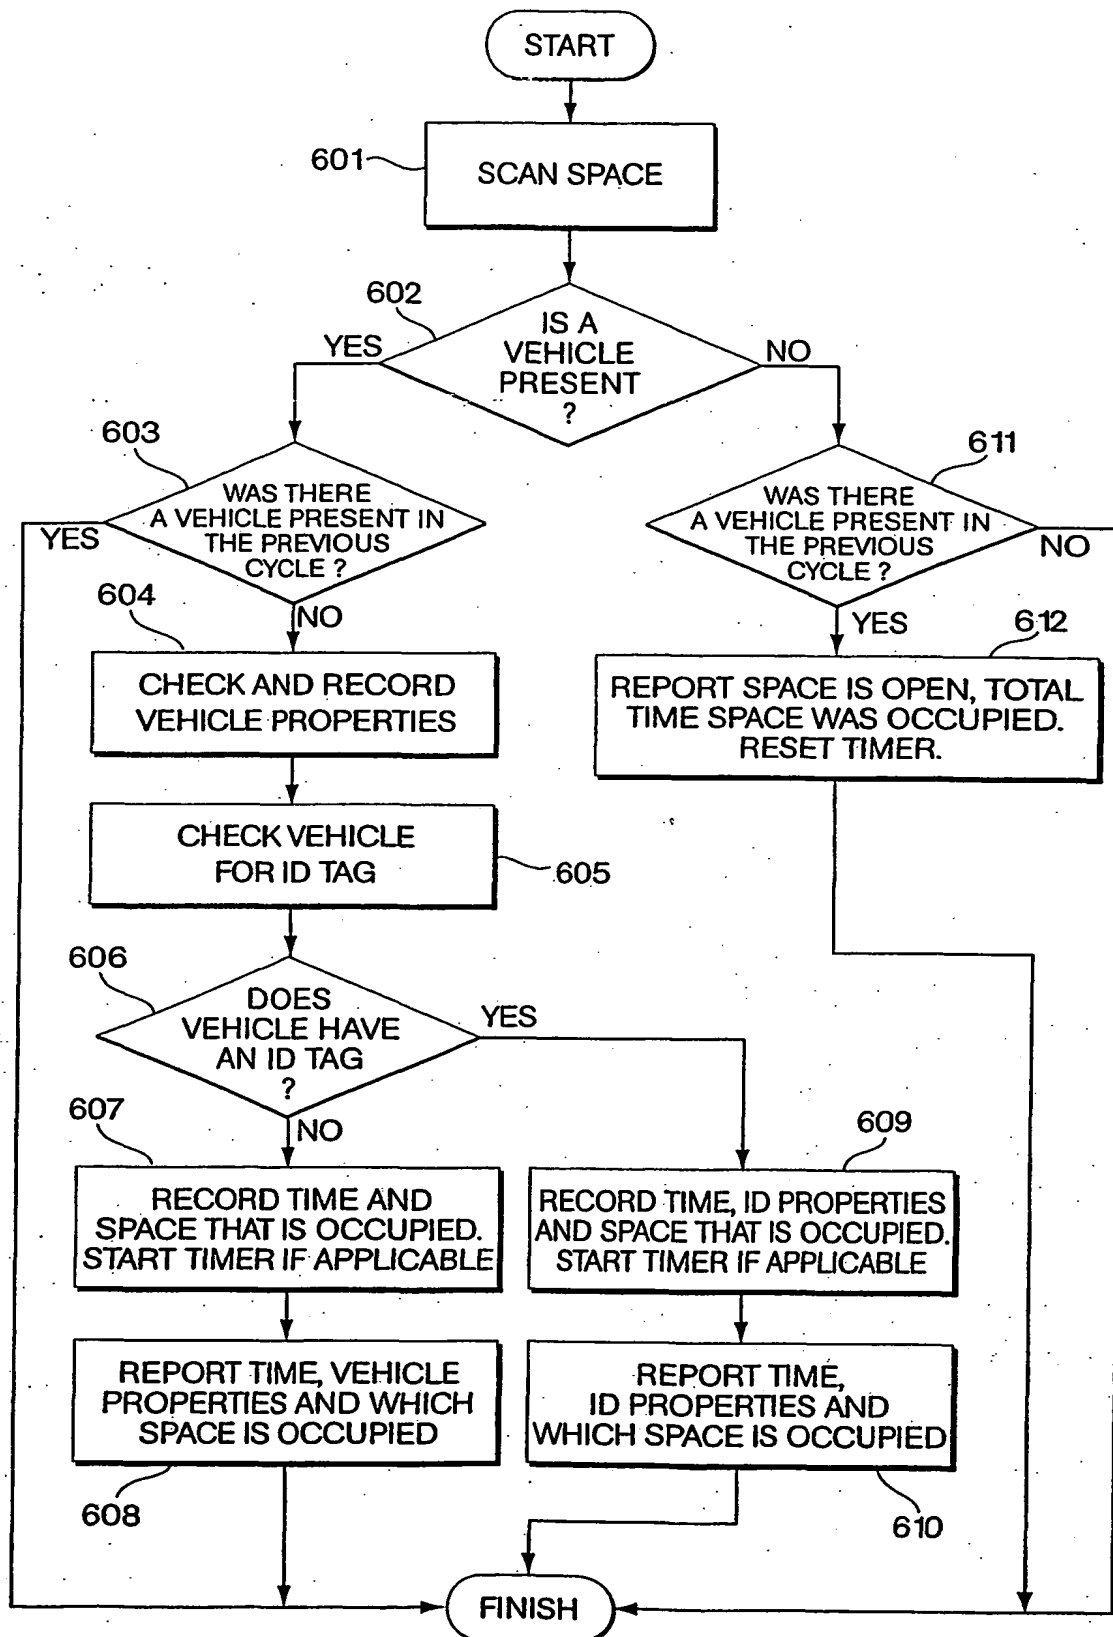 START
601
SCAN SPACE
602
IS A
VEHICLE
PRESENT
?
YES
NO
603
WAS THERE
A VEHICLE PRESENT IN
THE PREVIOUS
CYCLE ?
YES
NO
611
WAS THERE
A VEHICLE PRESENT IN
THE PREVIOUS
CYCLE ?
NO
YES
604
CHECK AND RECORD
VEHICLE PROPERTIES
612
REPORT SPACE IS OPEN, TOTAL
TIME SPACE WAS OCCUPIED.
RESET TIMER.
CHECK VEHICLE
FOR ID TAG
605
606
DOES
VEHICLE HAVE
AN ID TAG
?
YES
NO
607
RECORD TIME AND
SPACE THAT IS OCCUPIED.
START TIMER IF APPLICABLE
609
RECORD TIME, ID PROPERTIES
AND SPACE THAT IS OCCUPIED.
START TIMER IF APPLICABLE
REPORT TIME, VEHICLE
PROPERTIES AND WHICH
SPACE IS OCCUPIED
608
REPORT TIME,
ID PROPERTIES AND
WHICH SPACE IS OCCUPIED
610
FINISH